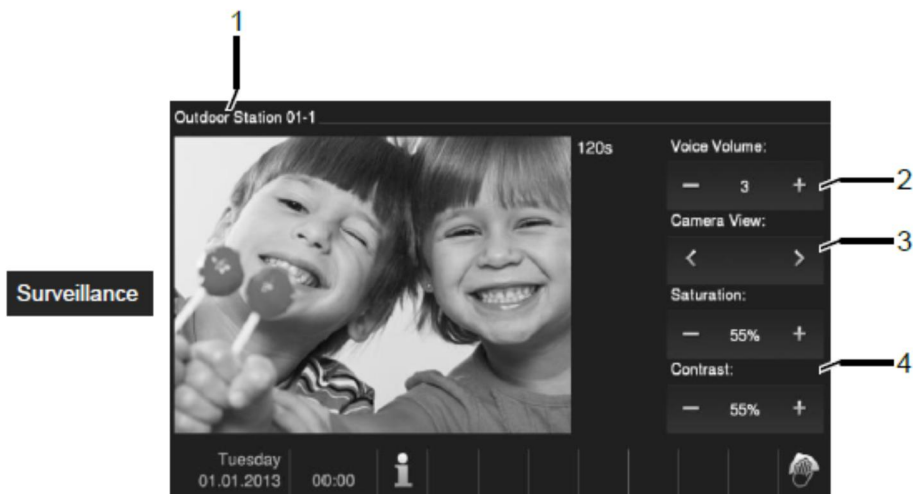 1
Outdoor Station 01-1
120s
Voice Volume:
− 3 +
2
Camera View:
< >
3
Surveillance
Saturation:
− 55% +
Contrast:
4
− 55% +
Tuesday
01.01.2013
00:00
i